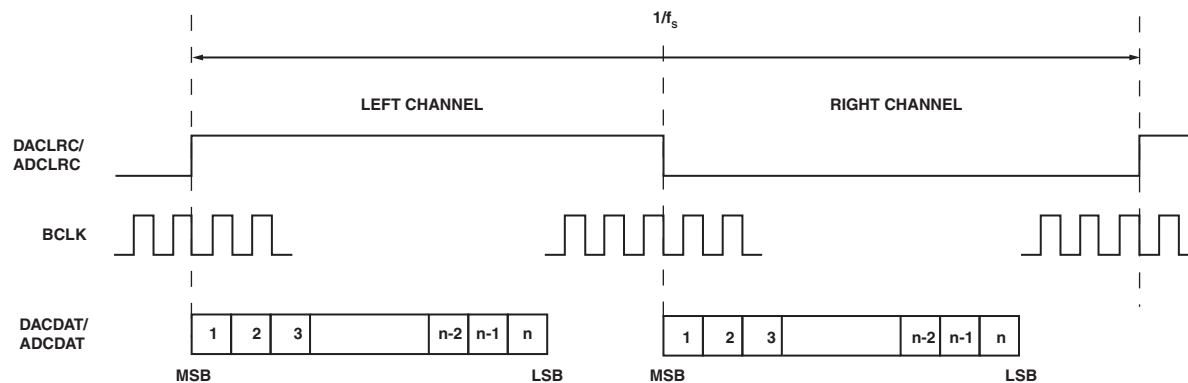 1/fs
LEFT CHANNEL RIGHT CHANNEL
DACLRC/
ADCLRC
BCLK
DACDAT/
ADCDAT
1 2 3 n-2 n-1 n 1 2 3 n-2 n-1 n
MSB LSB MSB LSB